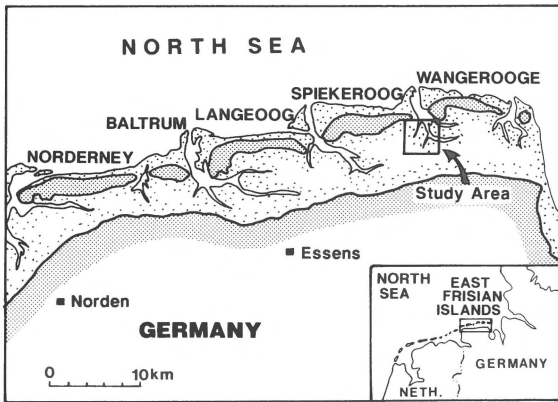 NORTH SEA
WANGEROOGE
SPIEKEROOG
LANGEOOG
BALTRUM
NORDERNEY
Study Area
Essens
Norden
GERMANY
0 10km
NORTH
SEA
EAST
FRISIAN
ISLANDS
GERMANY
NETH.